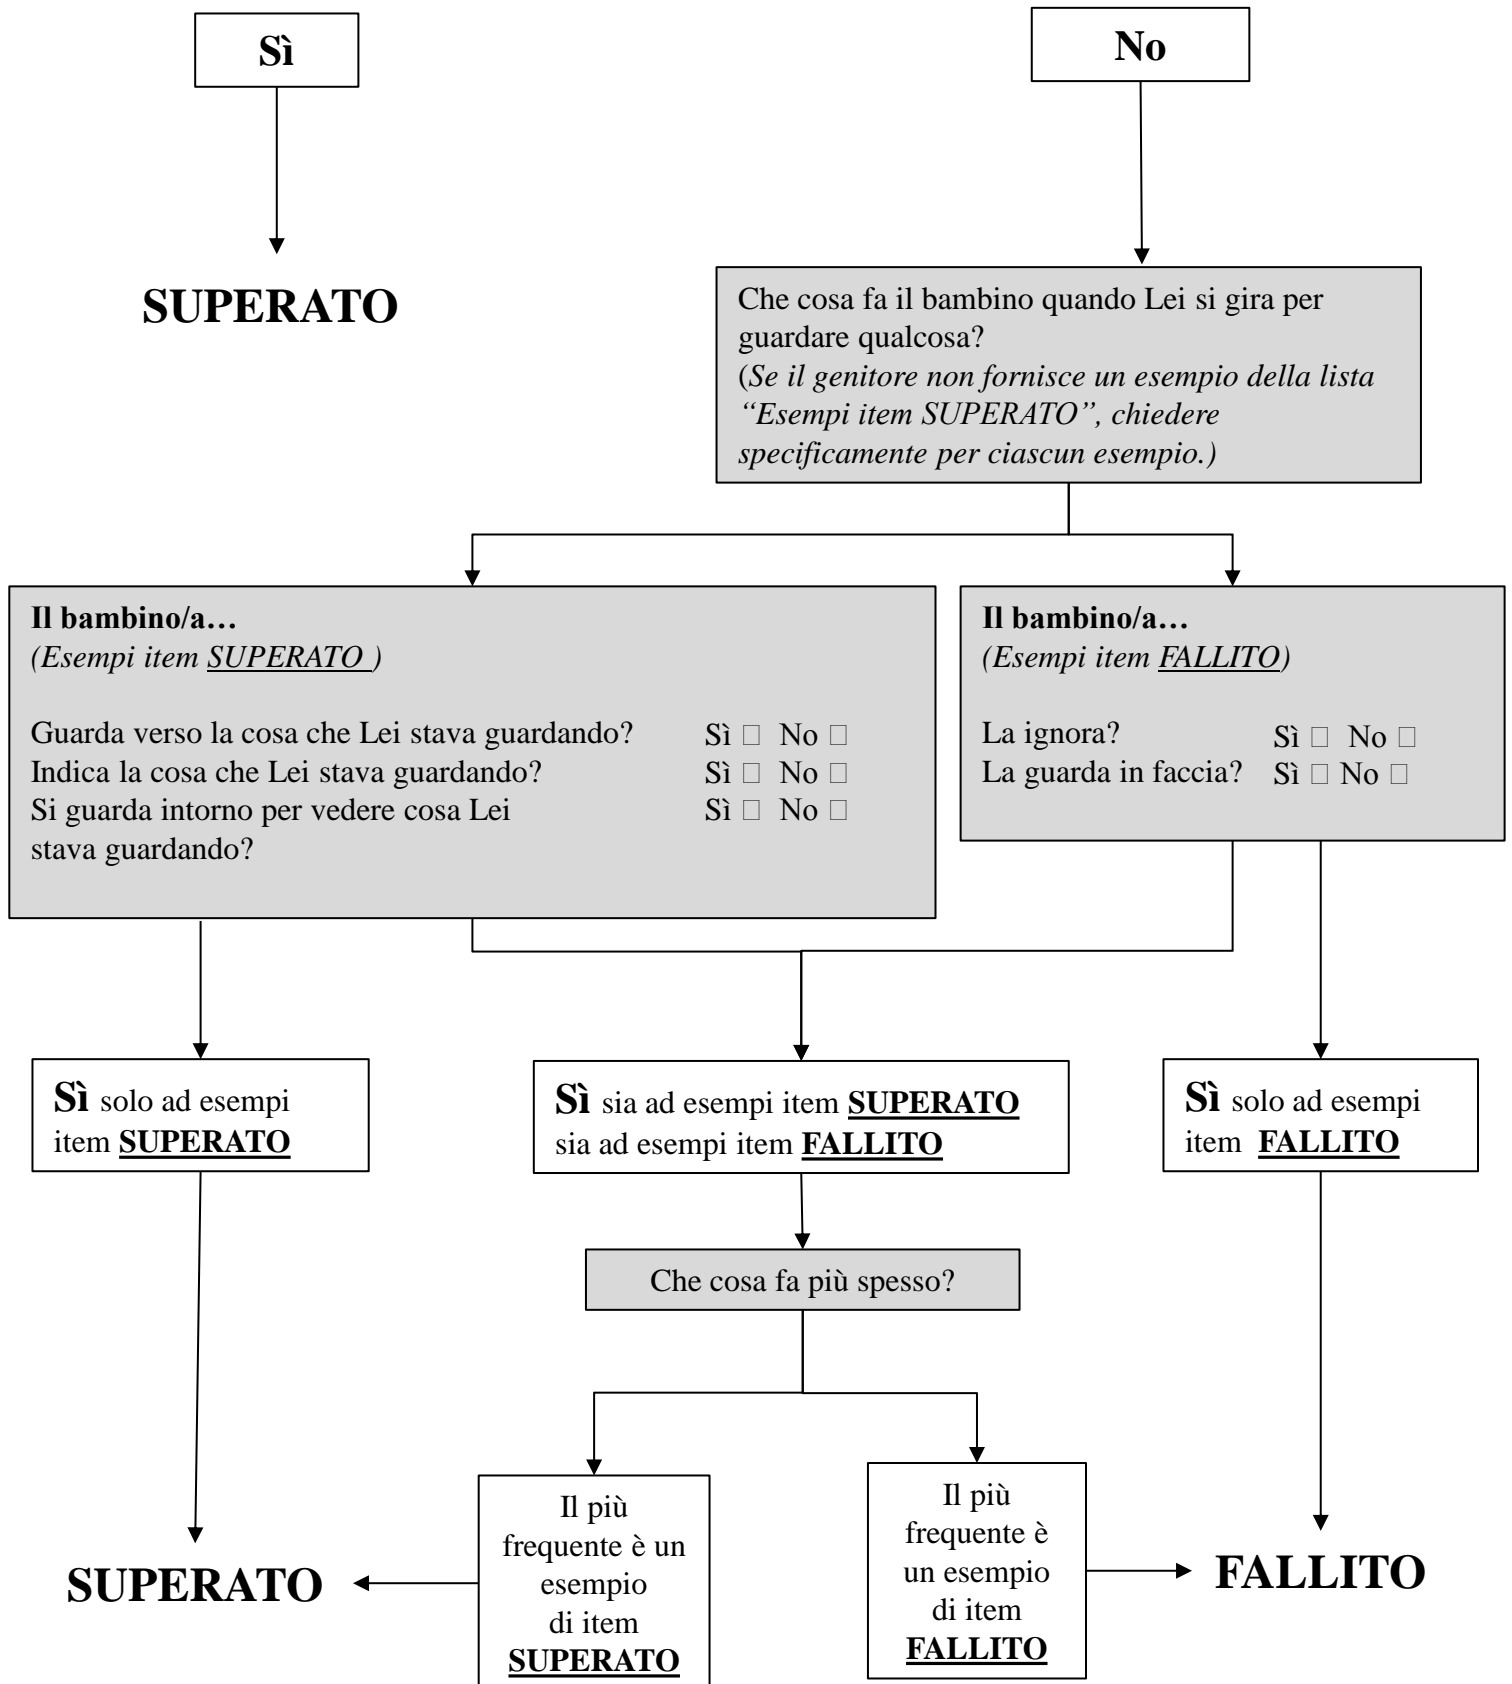 Sì
No
SUPERATO
Che cosa fa il bambino quando Lei si gira per
guardare qualcosa?
(Se il genitore non fornisce un esempio della lista
“Esempi item SUPERATO”, chiedere
specificamente per ciascun esempio.)
Il bambino/a…
(Esempi item SUPERATO )
Guarda verso la cosa che Lei stava guardando? Sì □ No □
Indica la cosa che Lei stava guardando? Sì □ No □
Si guarda intorno per vedere cosa Lei Sì □ No □
stava guardando?
Il bambino/a…
(Esempi item FALLITO)
La ignora? Sì □ No □
La guarda in faccia? Sì □ No □
Sì solo ad esempi
item SUPERATO
Sì sia ad esempi item SUPERATO
sia ad esempi item FALLITO
Sì solo ad esempi
item FALLITO
Che cosa fa più spesso?
Il più
frequente è un
esempio
di item
SUPERATO
Il più
frequente è
un esempio
di item
FALLITO
SUPERATO
FALLITO